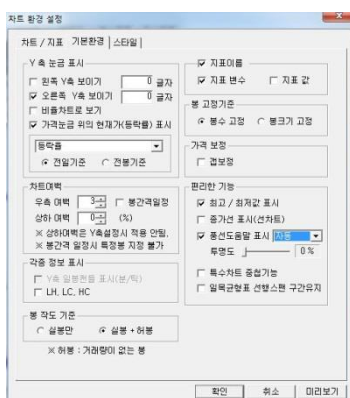 차트 환경 설정
차트 / 지표 기본환경 스타일
Y 축 눈금 표시
왼쪽 Y축 보이기 0 글자
오른쪽 Y축 보이기 0 글자
비율차트로 보기
가격눈금 위의 현재가(등락률) 표시
등락률
전일기준 전봉기준
차트여백
우측 여백 3 봉간격일정
상하 여백 0 (%)
※ 상하여백은 Y축설정시 적용 안됨.
※ 봉간격 일정시 특정봉 지정 불가
각종 정보 표시
Y축 일봉전틀 표시(분/틱)
LH, LC, HC
봉 작도 기준
실봉만 실봉 + 허봉
※ 허봉 : 거래량이 없는 봉
지표이름
지표 변수 지표 값
봉 고정기준
봉수 고정 봉크기 고정
가격 보정
갭보정
편리한 기능
최고 / 최저값 표시
종가선 표시(선차트)
풍선도움말 표시 자동
투명도 0 %
특수차트 중첩기능
일목균형표 선행스팬 구간유지
확인 취소 미리보기